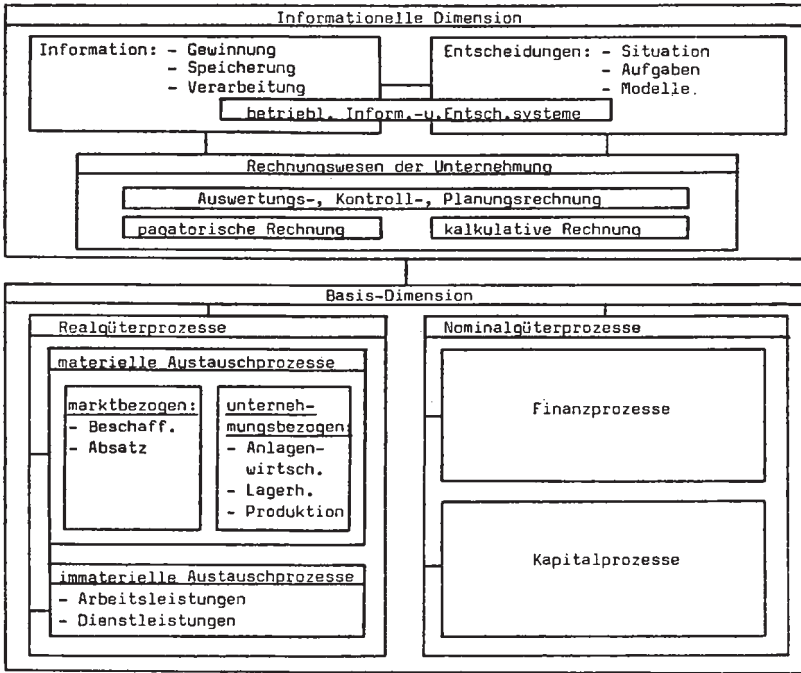 Informationelle Dimension
Information: - Gewinnung
- Speicherung
- Verarbeitung
Entscheidungen: - Situation
- Aufgaben
- Modelle.
betriebl. Inform.-u.Entsch.systeme
Rechnungswesen der Unternehmung
Auswertungs-, Kontroll-, Planungsrechnung
pagatorische Rechnung
kalkulative Rechnung
Basis-Dimension
Realgüterprozesse
materielle Austauschprozesse
marktbezogen:
- Beschaff.
- Absatz
unterneh-
mungsbezogen:
- Anlagen-
wirtsch.
- Lagerh.
- Produktion
immaterielle Austauschprozesse
- Arbeitsleistungen
- Dienstleistungen
Nominalgüterprozesse
Finanzprozesse
Kapitalprozesse